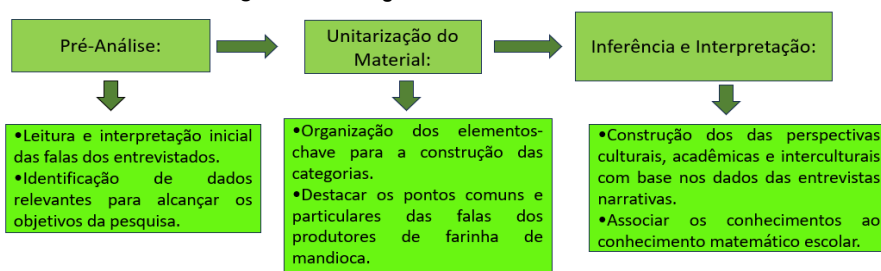 Pré-Análise:
Unitarização do
Material:
Inferência e Interpretação:
•Leitura e interpretação inicial
das falas dos entrevistados.
•Identificação de dados
relevantes para alcançar os
objetivos da pesquisa.
•Organização dos elementos-
chave para a construção das
categorias.
•Destacar os pontos comuns e
particulares das falas dos
produtores de farinha de
mandioca.
•Construção dos das perspectivas
culturais, acadêmicas e interculturais
com base nos dados das entrevistas
narrativas.
•Associar os conhecimentos ao
conhecimento matemático escolar.